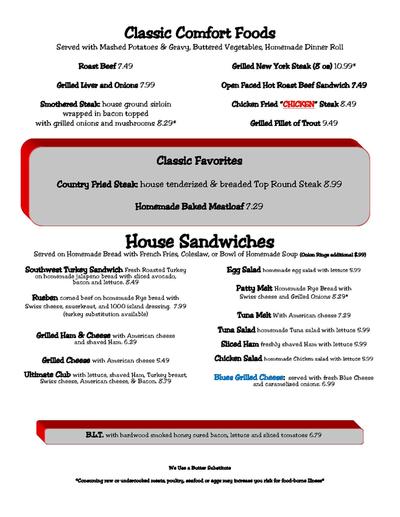 Classic Comfort Foods
Served with Mashed Potatoes & Gravy, Buttered Vegetables, Homemade Dinner Roll
Roast Beef 7.49
Grilled Liver and Onions 7.99
Smothered Steak: house ground sirloin
wrapped in bacon topped
with grilled onions and mushrooms 8.29*
Grilled New York Steak (8 oz) 10.99*
Open Faced Hot Roast Beef Sandwich 7.49
Chicken Fried "CHICKEN" Steak 8.49
Grilled Fillet of Trout 9.49
Classic Favorites
Country Fried Steak: house tenderized & breaded Top Round Steak 8.99
Homemade Baked Meatloaf 7.29
House Sandwiches
Served on Homemade Bread with French Fries, Coleslaw, or Bowl of Homemade Soup (Onion Rings additional $.99)
Southwest Turkey Sandwich Fresh Roasted Turkey
on homemade jalapeno bread with sliced avocado,
bacon and lettuce. 8.49
Rueben corned beef on homemade Rye bread with
Swiss cheese, sauerkraut, and 1000 island dressing. 7.99
(turkey substitution available)
Grilled Ham & Cheese with American cheese
and shaved Ham. 6.29
Grilled Cheese with American cheese 5.49
Ultimate Club with lettuce, shaved Ham, Turkey breast,
Swiss cheese, American cheese, & Bacon. 8.79
Egg Salad homemade egg salad with lettuce 5.99
Patty Melt Homemade Rye Bread with
Swiss cheese and Grilled Onions 8.29*
Tuna Melt With American cheese 7.29
Tuna Salad homemade Tuna salad with lettuce 5.99
Sliced Ham freshly shaved Ham with lettuce 5.99
Chicken Salad homemade Chicken salad with lettuce 5.99
Blues Grilled Cheese: served with fresh Blue Cheese
and caramelized onions. 6.99
B.L.T. with hardwood smoked honey cured bacon, lettuce and sliced tomatoes 6.79
We Use a Butter Substitute
*Consuming raw or undercooked meats, poultry, seafood or eggs may increase you risk for food-borne illness*